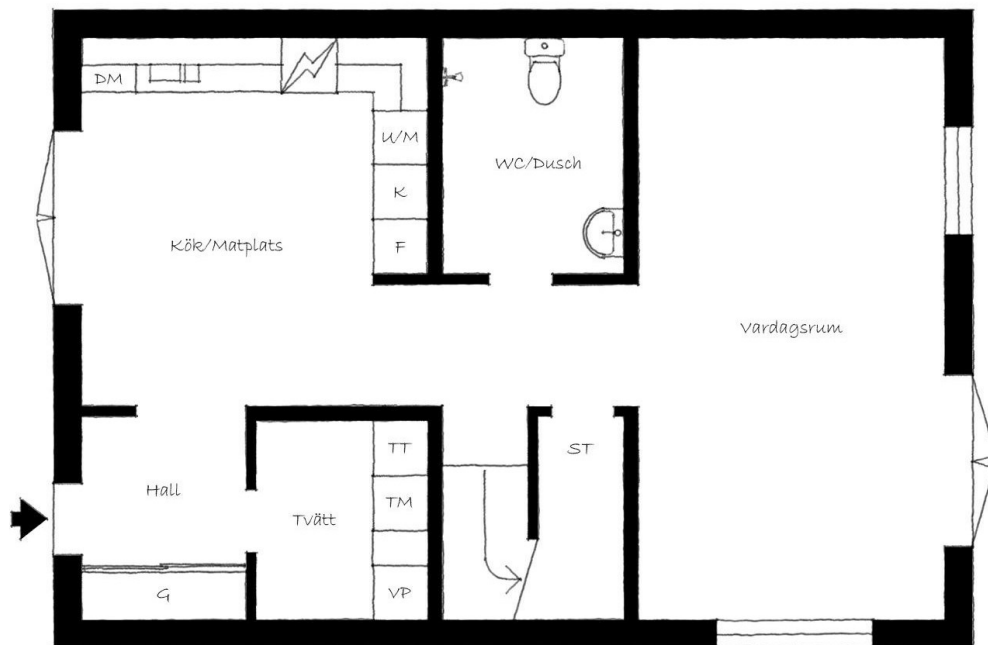 DM
U/M
K
F
WC/Dusch
Kök/Matplats
Vardagsrum
Hall
Tvätt
TT
TM
VP
ST
G